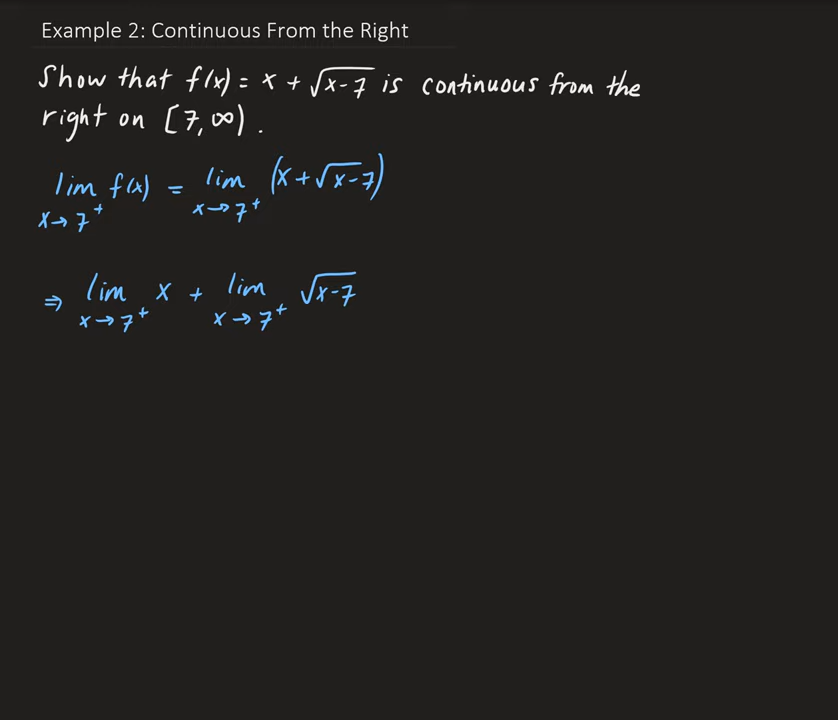 Example 2: Continuous From the Right
Show that f(x) = x + √x-7 is continuous from the
right on [7, ∞).
lim x→7⁺ f(x) = lim x→7⁺ (x + √x-7)
⇒ lim x→7⁺ x + lim x→7⁺ √x-7